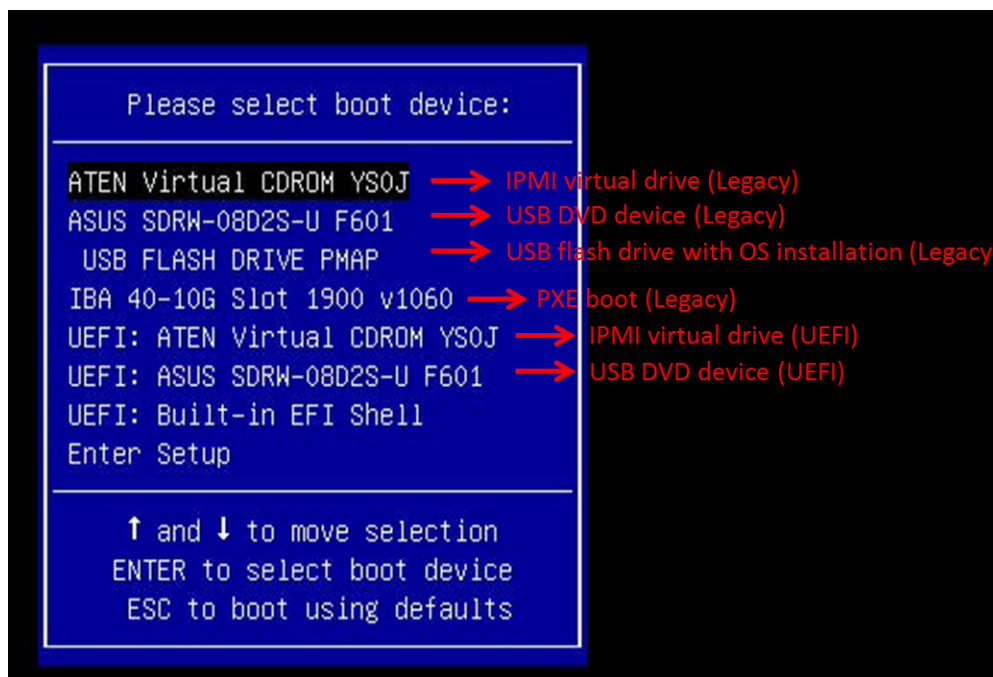 Please select boot device:
ATEN Virtual CDROM YS0J IPMI virtual drive (Legacy)
ASUS SDRW-08D2S-U F601 USB DVD device (Legacy)
USB FLASH DRIVE PMAP USB flash drive with OS installation (Legacy
IBA 40-10G Slot 1900 v1060 PXE boot (Legacy)
UEFI: ATEN Virtual CDROM YS0J IPMI virtual drive (UEFI)
UEFI: ASUS SDRW-08D2S-U F601 USB DVD device (UEFI)
UEFI: Built-in EFI Shell
Enter Setup
↑ and ↓ to move selection
ENTER to select boot device
ESC to boot using defaults